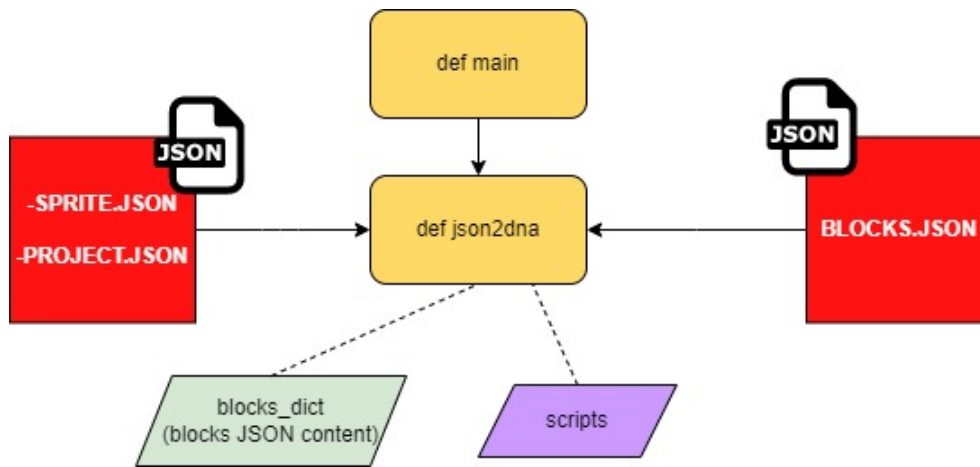 def main
JSON
JSON
-SPRITE.JSON
-PROJECT.JSON
def json2dna
BLOCKS.JSON
blocks_dict
(blocks JSON content)
scripts